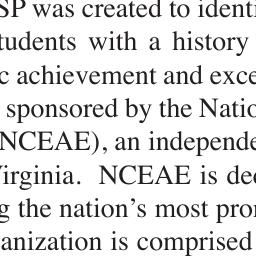 SP was created to identi
tudents with a history
c achievement and exce
sponsored by the Natio
NCEAE), an independe
Virginia. NCEAE is de
g the nation's most pro
anization is comprised